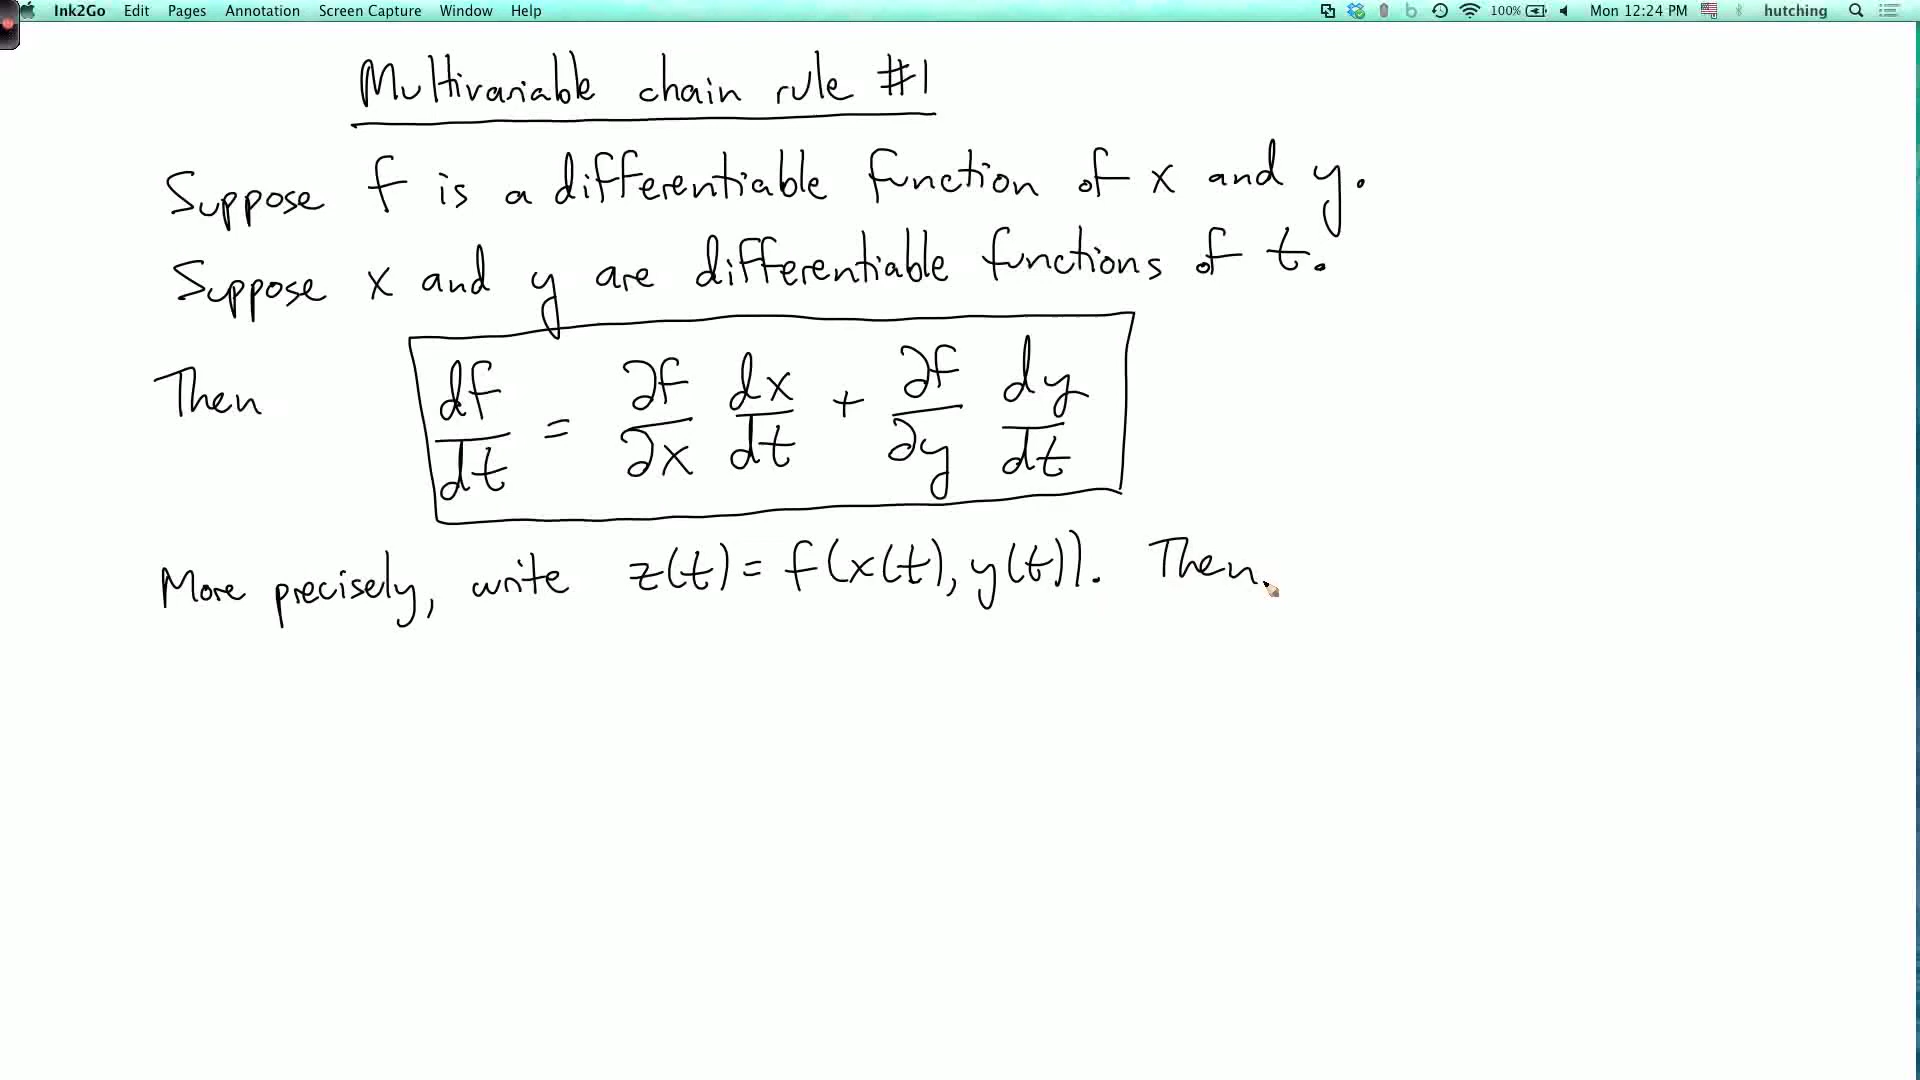 Ink2Go Edit Pages Annotation Screen Capture Window Help 100% Mon 12:24 PM hutching
Multivariable chain rule #1
Suppose f is a differentiable function of x and y.
Suppose x and y are differentiable functions of t.
Then df/dt = ∂f/∂x dx/dt + ∂f/∂y dy/dt
More precisely, write z(t) = f(x(t), y(t)). Then